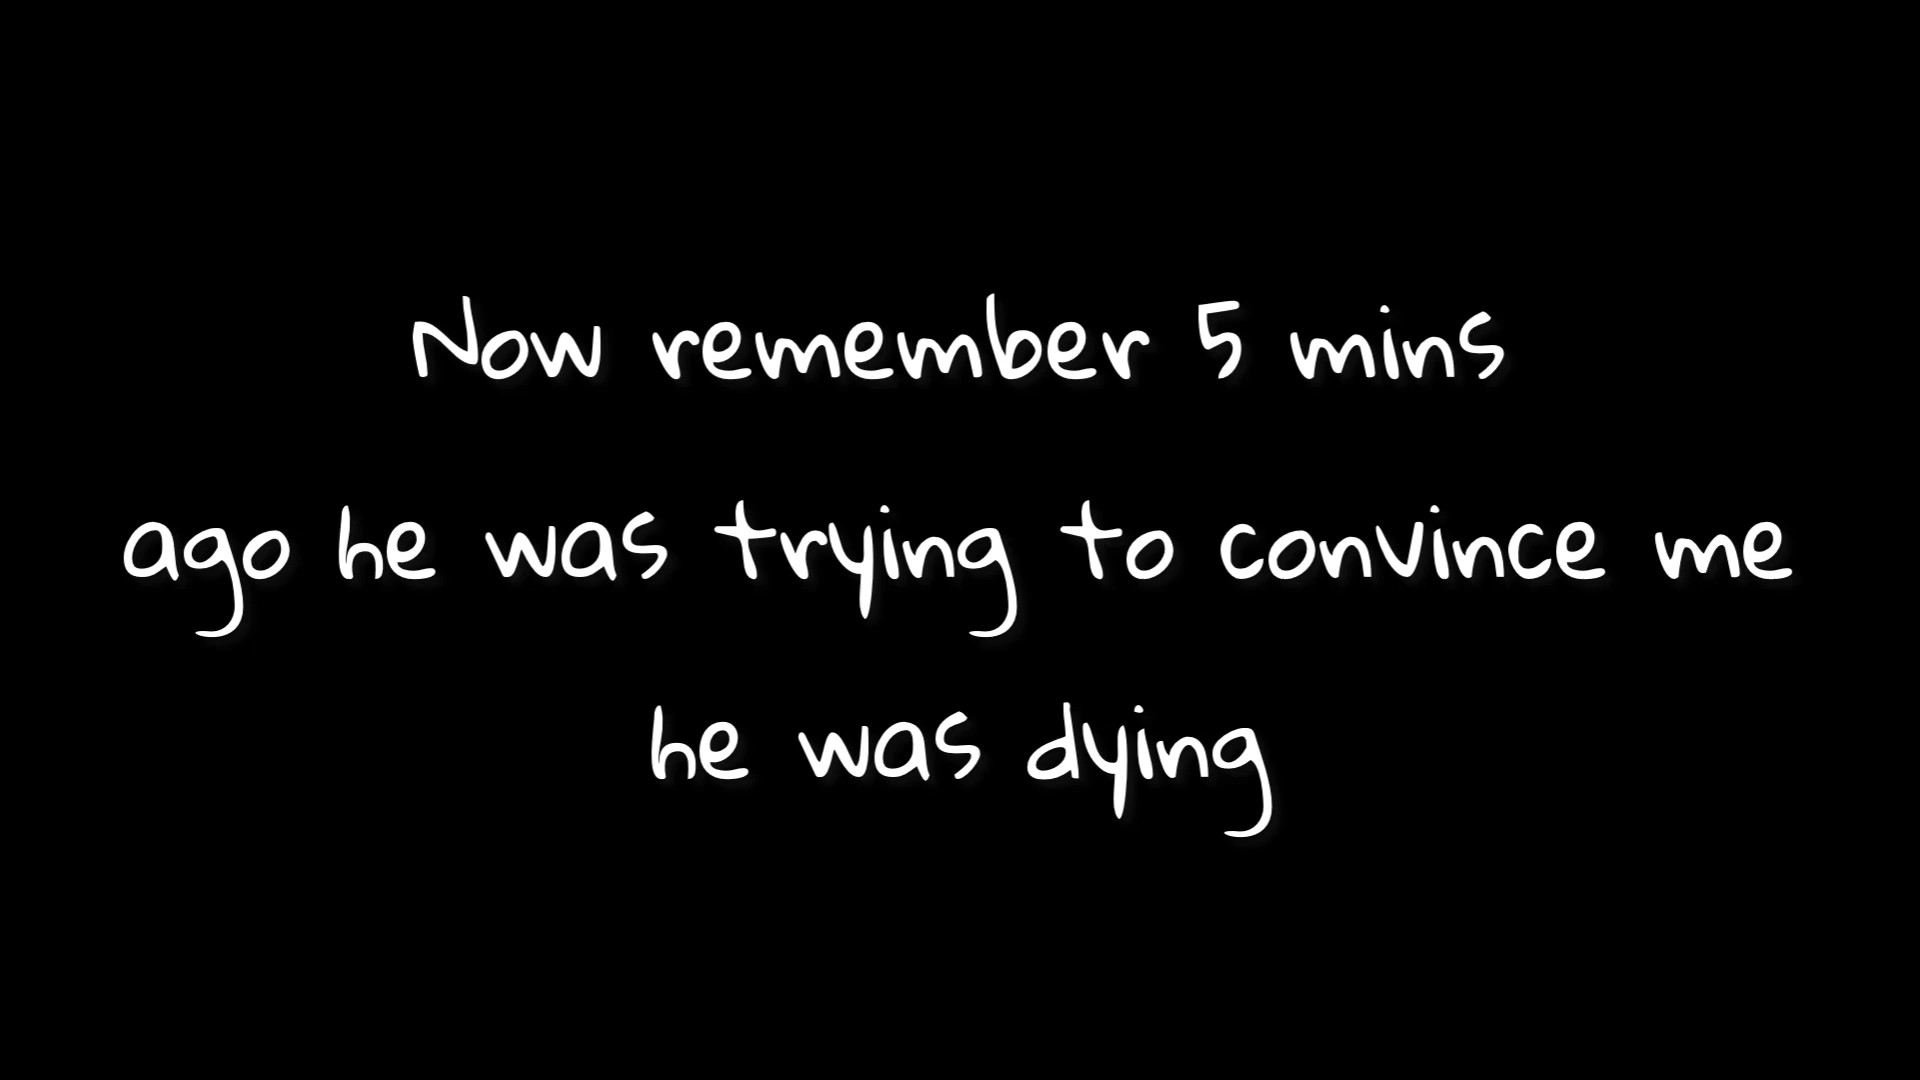 Now remember 5 mins
ago he was trying to convince me
he was dying